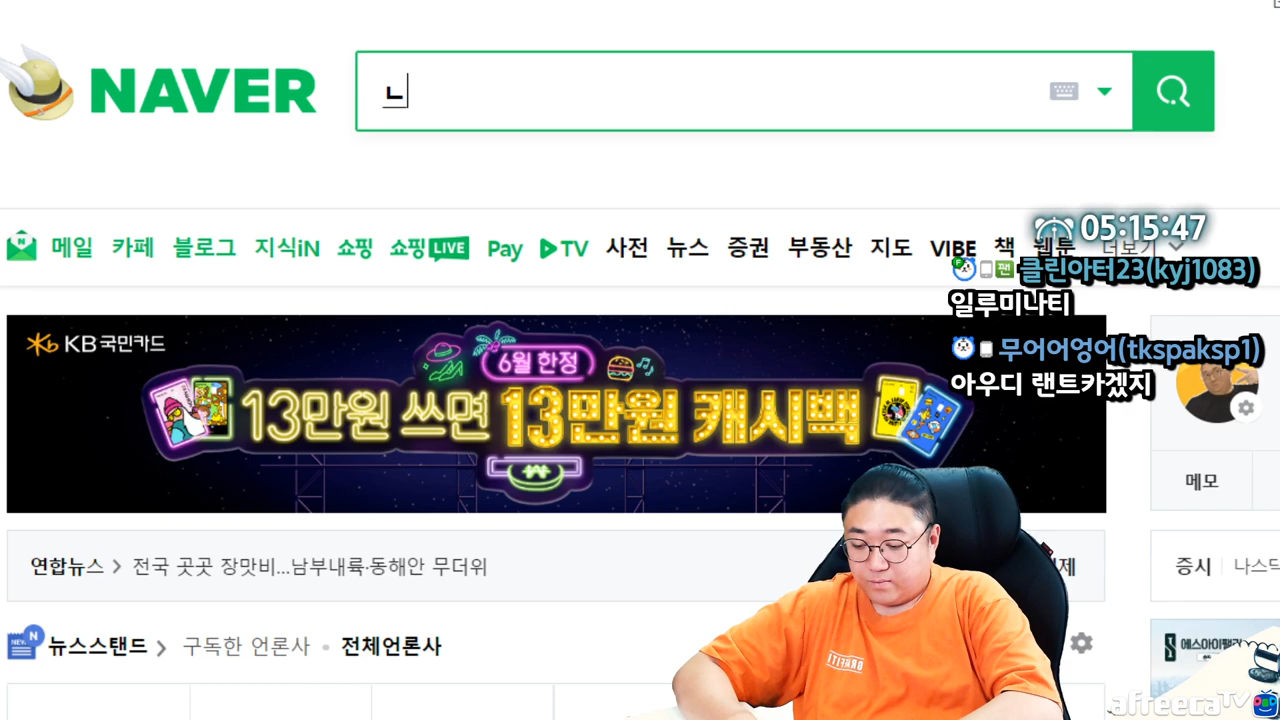 NAVER
ㄴ
메일 카페 블로그 지식iN 쇼핑 쇼핑LIVE Pay TV 사전 뉴스 증권 부동산 지도 VIBE 책 웹툰 더보기
05:15:47
클린아터23(kyj1083)
일루미나티
무어어엉어(tkspaksp1)
아우디 랜트카겠지
KB국민카드
6월 한정
13만원 쓰면 13만원 캐시백
메모
연합뉴스 > 전국 곳곳 장맛비...남부내륙·동해안 무더위
증시 나스닥
뉴스스탠드 > 구독한 언론사 • 전체언론사
afreecaTV